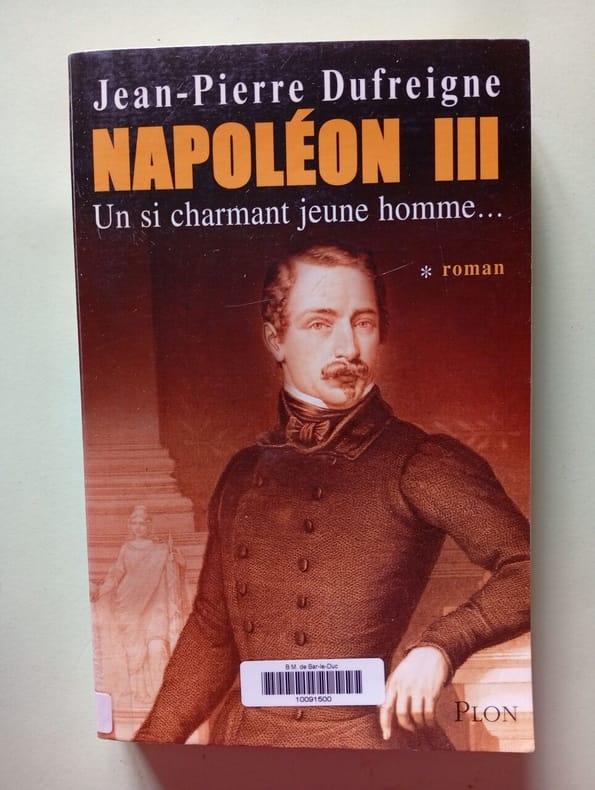 Jean-Pierre Dufreigne
NAPOLÉON III
Un si charmant jeune homme...
* roman
B.M. de Bar-le-Duc
10091500
PLON